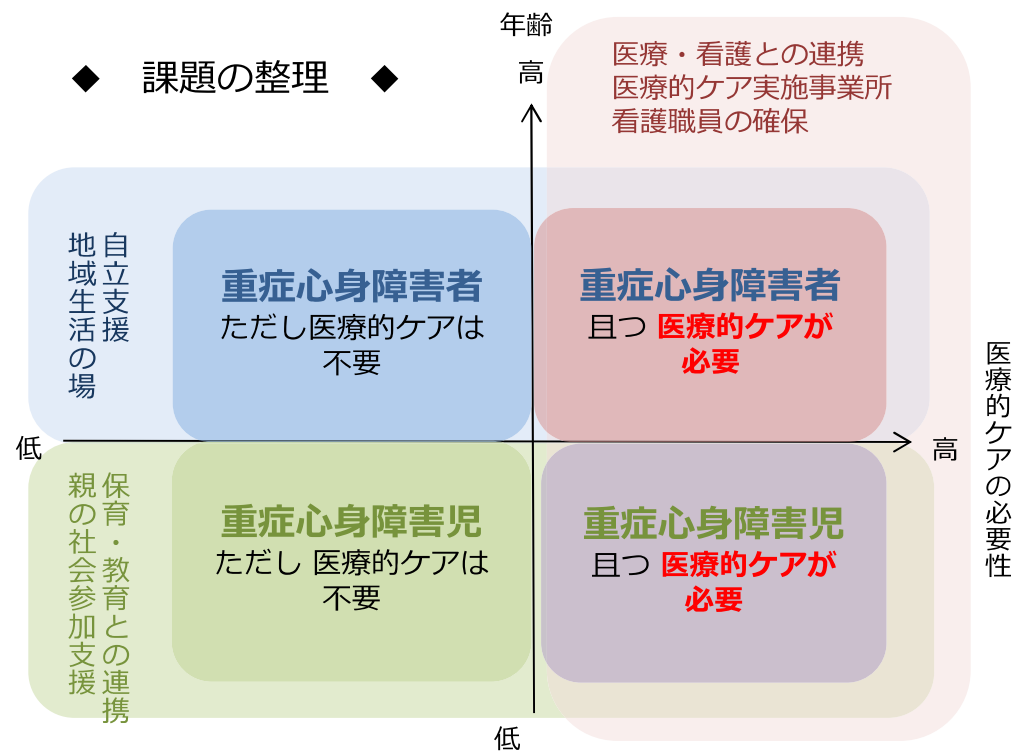 ◆ 課題の整理 ◆
年齢
高
医療・看護との連携
医療的ケア実施事業所
看護職員の確保
自立支援
地域生活の場
重症心身障害者
ただし医療的ケアは
不要
重症心身障害者
且つ 医療的ケアが
必要
低
高
医療的ケアの必要性
保育・教育との連携
親の社会参加支援
重症心身障害児
ただし 医療的ケアは
不要
重症心身障害児
且つ 医療的ケアが
必要
低